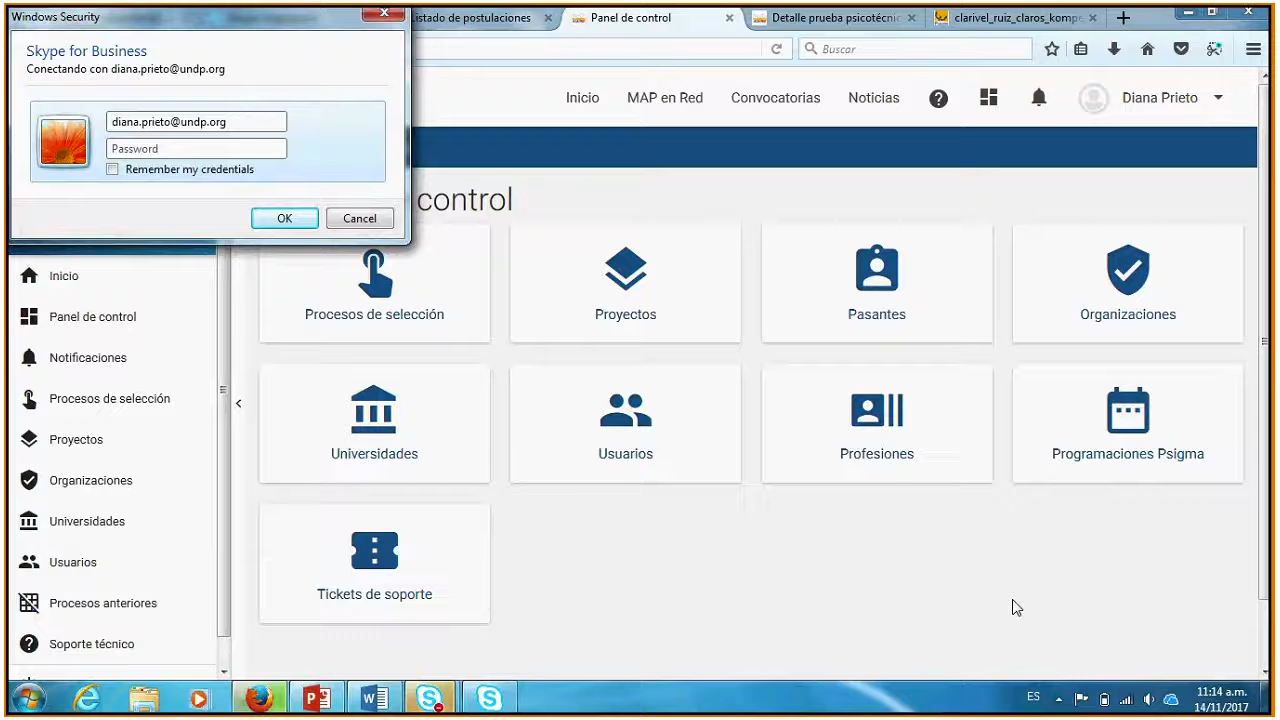 Windows Security
Skype for Business
Conectando con diana.prieto@undp.org
diana.prieto@undp.org
Password
Remember my credentials
OK
Cancel
istado de postulaciones
Panel de control
Detalle prueba psicotécni
clarivel_ruiz_claros_komp
Buscar
Inicio
MAP en Red
Convocatorias
Noticias
Diana Prieto
control
Inicio
Panel de control
Notificaciones
Procesos de selección
Proyectos
Organizaciones
Universidades
Usuarios
Procesos anteriores
Soporte técnico
Procesos de selección
Proyectos
Pasantes
Organizaciones
Universidades
Usuarios
Profesiones
Programaciones Psigma
Tickets de soporte
ES
11:14 a.m.
14/11/2017